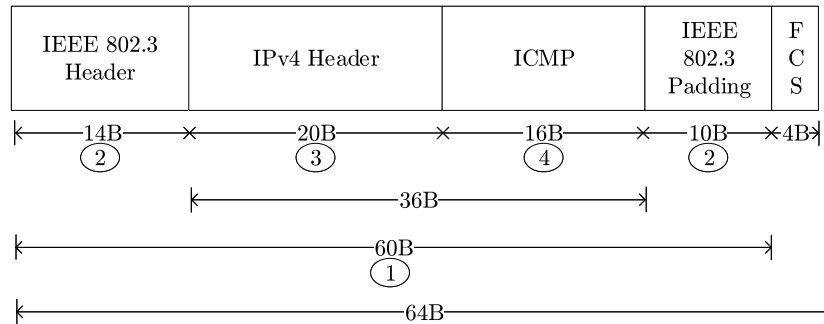 IEEE 802.3
Header
IPv4 Header
ICMP
IEEE
802.3
Padding
F
C
S
14B
20B
16B
10B
4B
2
3
4
2
36B
60B
1
64B